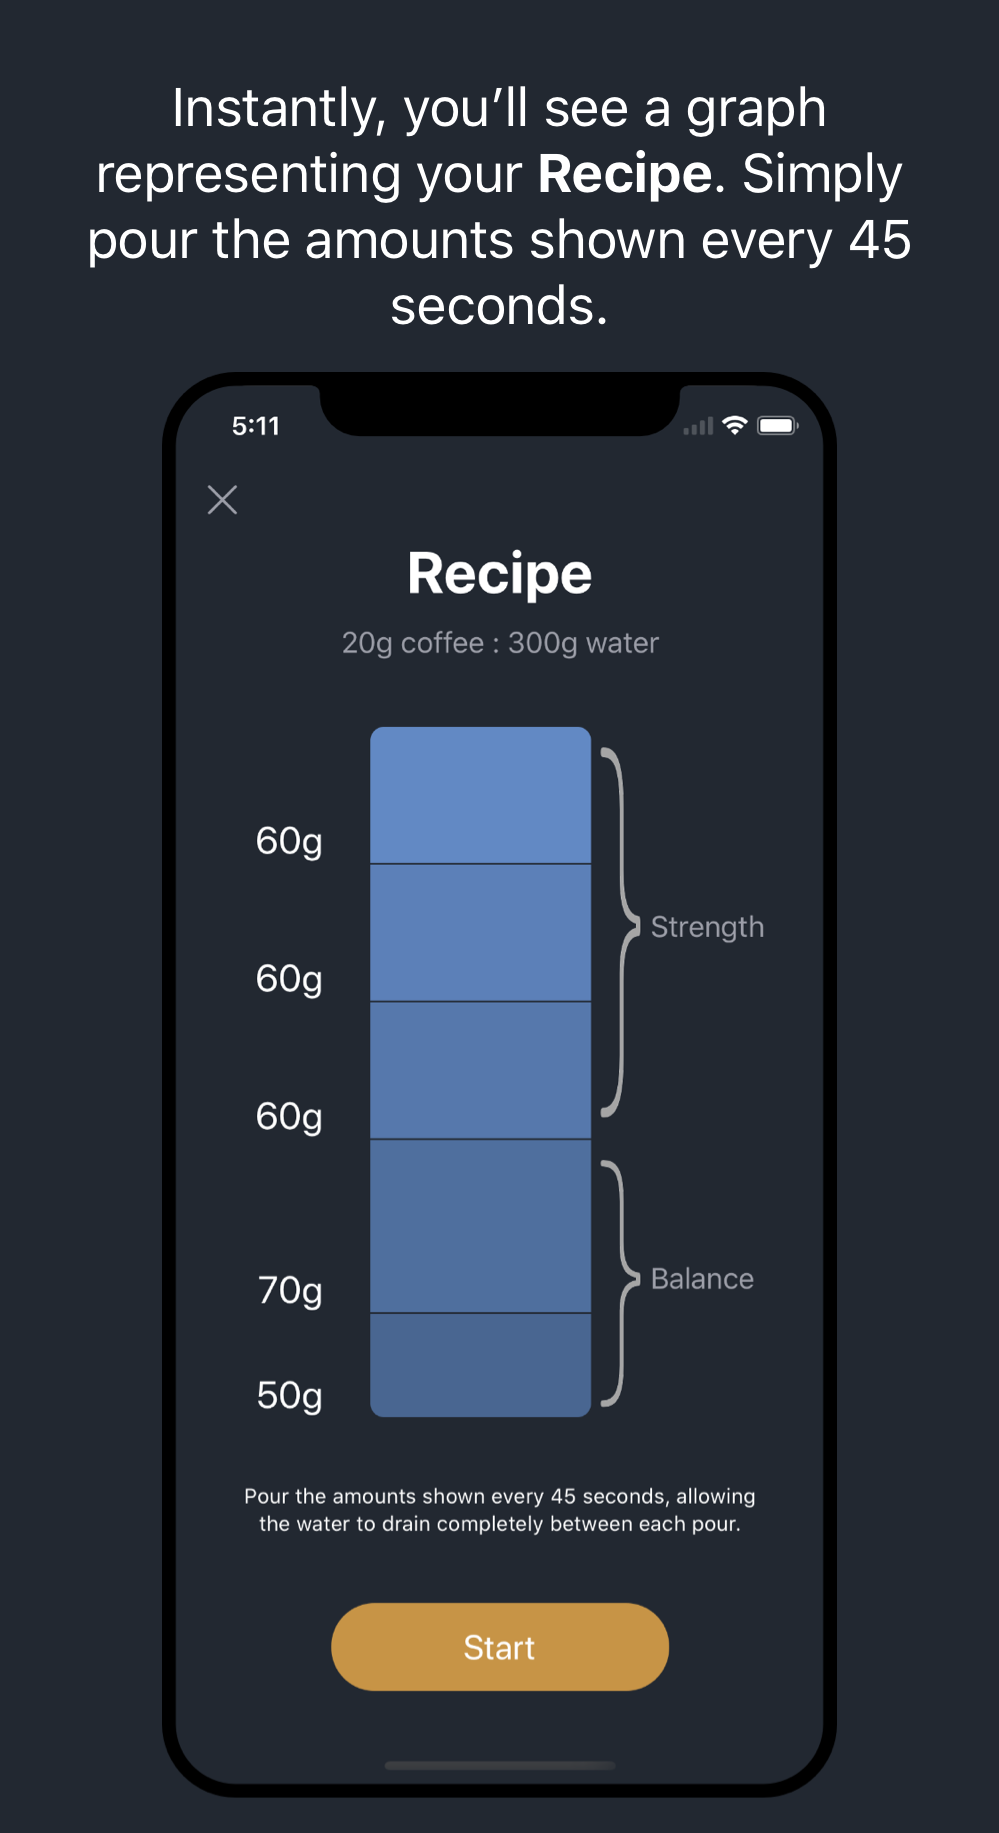 Instantly, you’ll see a graph
representing your Recipe. Simply
pour the amounts shown every 45
seconds.
5:11
Recipe
20g coffee : 300g water
60g
60g
Strength
60g
70g
Balance
50g
Pour the amounts shown every 45 seconds, allowing
the water to drain completely between each pour.
Start